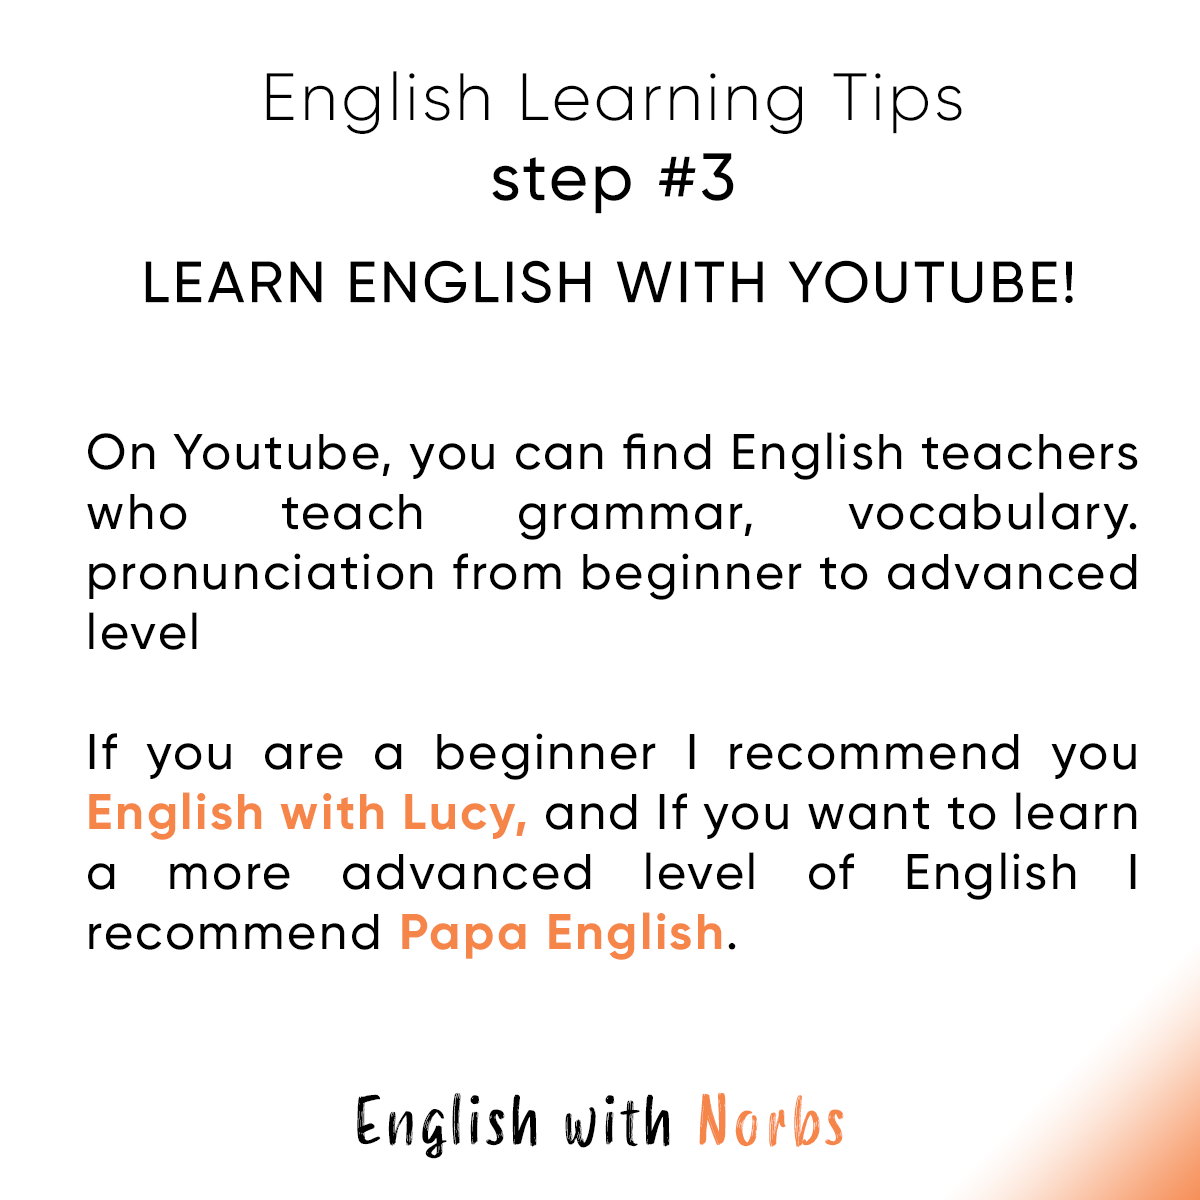 English Learning Tips
step #3
LEARN ENGLISH WITH YOUTUBE!
On Youtube, you can find English teachers
who teach grammar, vocabulary.
pronunciation from beginner to advanced
level
If you are a beginner I recommend you
English with Lucy, and If you want to learn
a more advanced level of English I
recommend Papa English.
English with Norbs